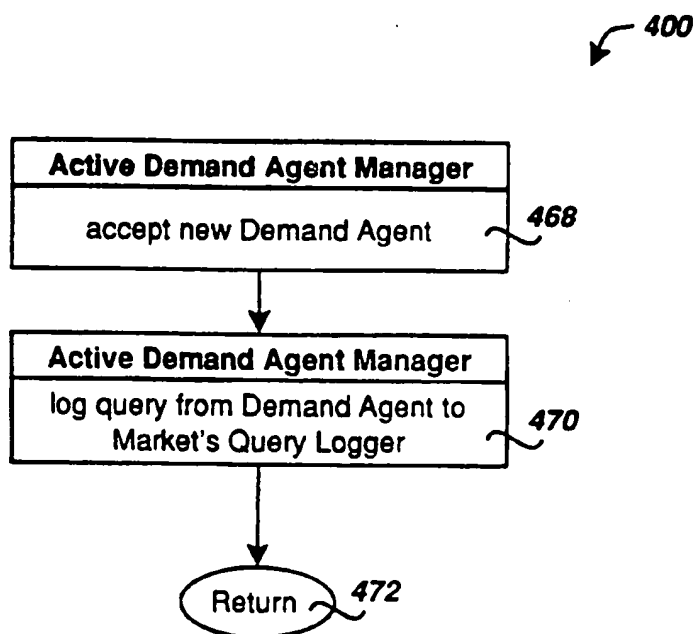 400
Active Demand Agent Manager
accept new Demand Agent
468
Active Demand Agent Manager
log query from Demand Agent to
Market's Query Logger
470
Return
472